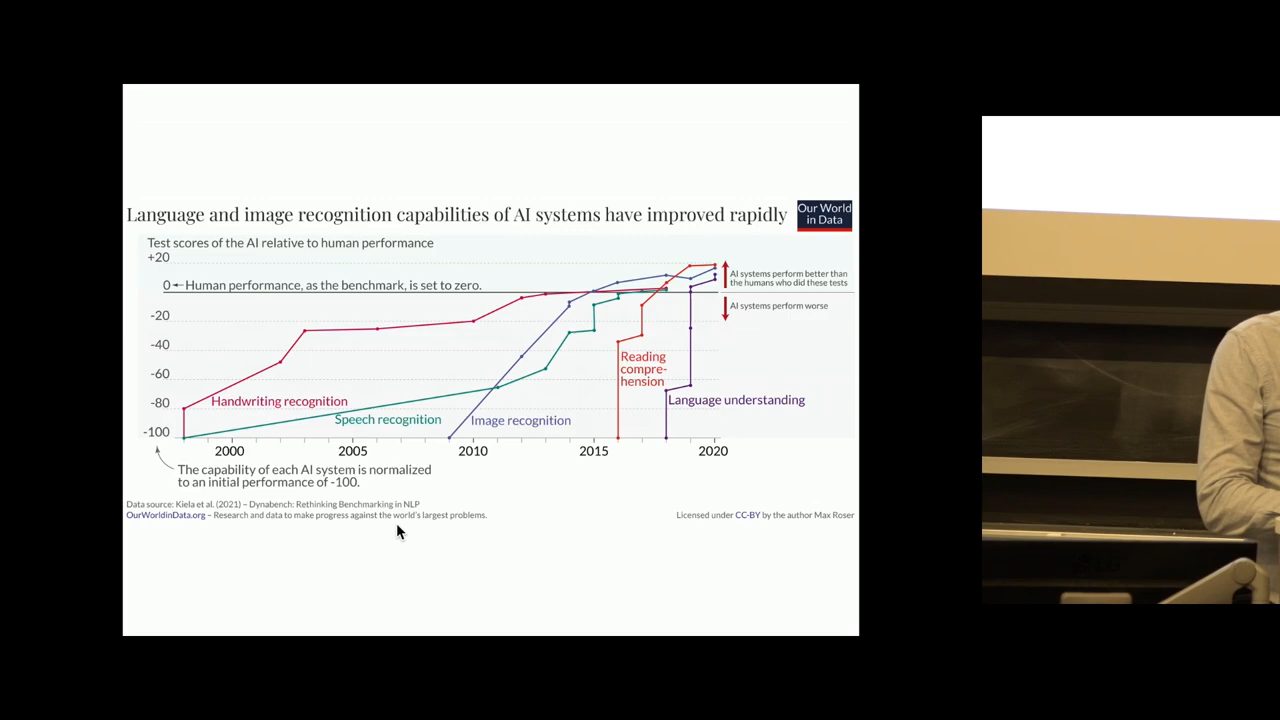 Language and image recognition capabilities of AI systems have improved rapidly
Our World
in Data
Test scores of the AI relative to human performance
+20
0
Human performance, as the benchmark, is set to zero.
AI systems perform better than
the humans who did these tests
AI systems perform worse
-20
-40
-60
-80
-100
Reading
compre-
hension
Handwriting recognition
Speech recognition
Image recognition
Language understanding
2000
2005
2010
2015
2020
The capability of each AI system is normalized
to an initial performance of -100.
Data source: Kiela et al. (2021) – Dynabench: Rethinking Benchmarking in NLP
OurWorldinData.org – Research and data to make progress against the world's largest problems.
Licensed under CC-BY by the author Max Roser